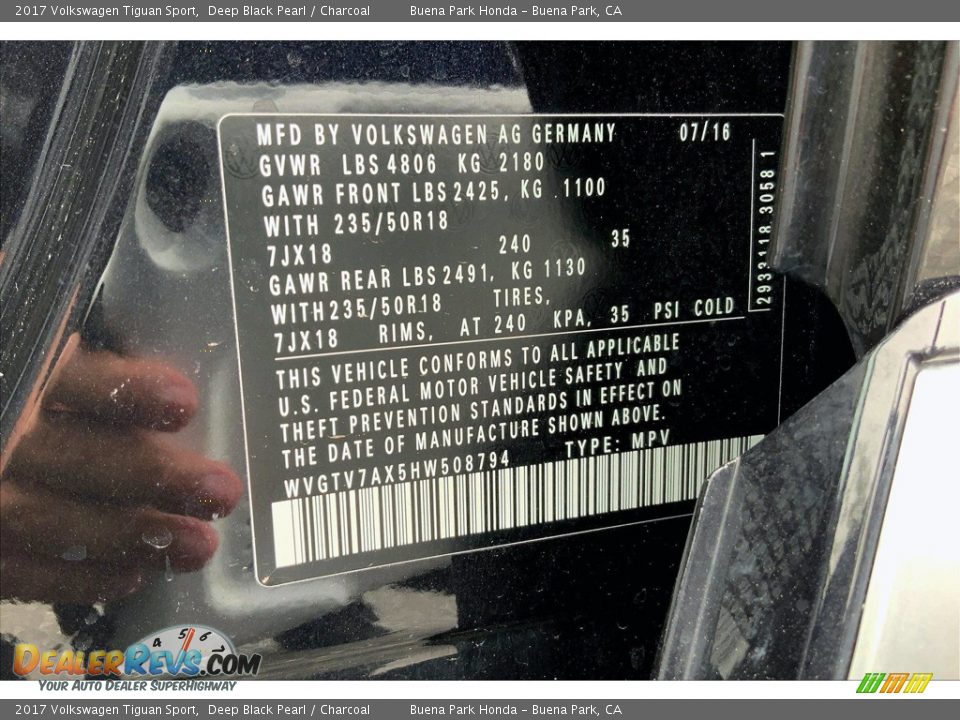 2017 Volkswagen Tiguan Sport, Deep Black Pearl / Charcoal Buena Park Honda - Buena Park, CA
MFD BY VOLKSWAGEN AG GERMANY 07/16
GVWR LBS 4806 KG 2180
GAWR FRONT LBS 2425, KG 1100
WITH 235/50R18
7JX18 240 35
GAWR REAR LBS 2491, KG 1130
WITH 235/50R18 TIRES,
7JX18 RIMS, AT 240 KPA, 35 PSI COLD
2933118 30581
THIS VEHICLE CONFORMS TO ALL APPLICABLE
U.S. FEDERAL MOTOR VEHICLE SAFETY AND
THEFT PREVENTION STANDARDS IN EFFECT ON
THE DATE OF MANUFACTURE SHOWN ABOVE.
WVGTV7AX5HW508794 TYPE: MPV
4 5 6
DEALERREVS.COM
YOUR AUTO DEALER SUPERHIGHWAY
2017 Volkswagen Tiguan Sport, Deep Black Pearl / Charcoal Buena Park Honda - Buena Park, CA